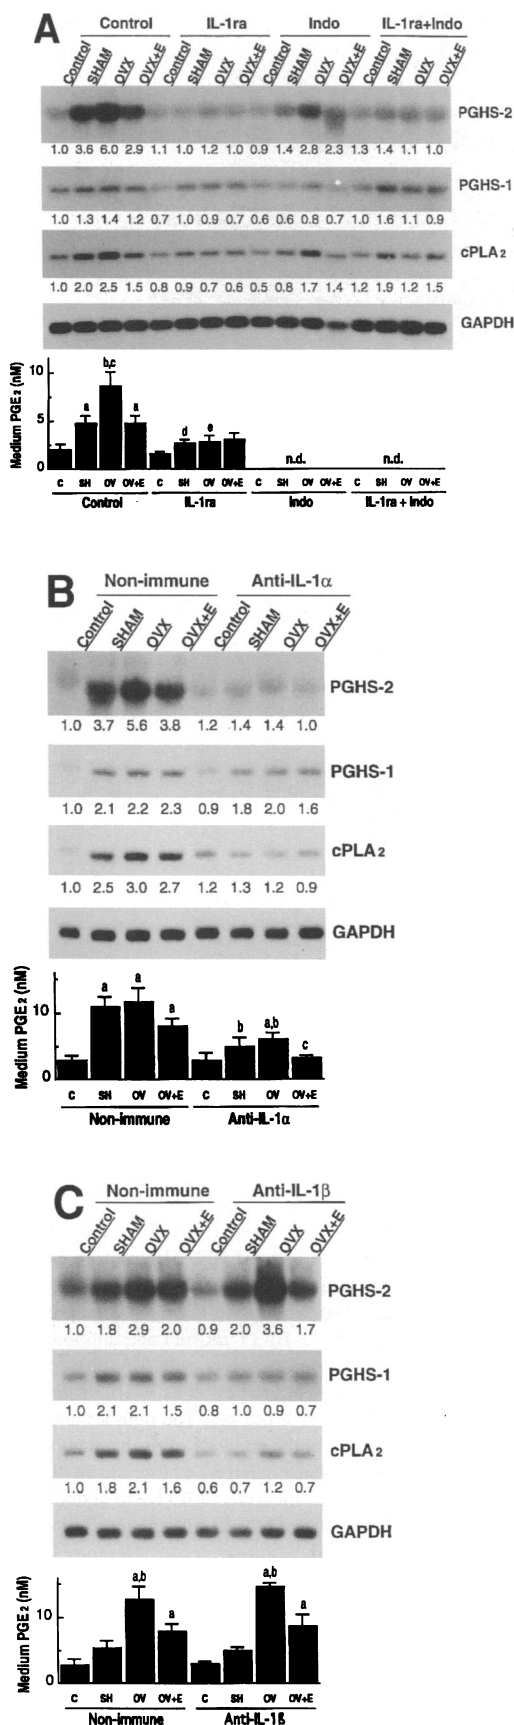 A
Control IL-1ra Indo IL-1ra+Indo
Control SHAM OVX OVX+E Control SHAM OVX OVX+E Control SHAM OVX OVX+E Control SHAM OVX OVX+E
PGHS-2
1.0 3.6 6.0 2.9 1.1 1.0 1.2 1.0 0.9 1.4 2.8 2.3 1.3 1.4 1.1 1.0
PGHS-1
1.0 1.3 1.4 1.2 0.7 1.0 0.9 0.7 0.6 0.6 0.8 0.7 1.0 1.6 1.1 0.9
cPLA2
1.0 2.0 2.5 1.5 0.8 0.9 0.7 0.6 0.5 0.8 1.7 1.4 1.2 1.9 1.2 1.5
GAPDH
Medium PGE2 (nM)
10
5
0
a b,c a d e n.d. n.d.
C SH OV OV+E C SH OV OV+E C SH OV OV+E C SH OV OV+E
Control IL-1ra Indo IL-1ra + Indo
B
Non-immune Anti-IL-1α
Control SHAM OVX OVX+E Control SHAM OVX OVX+E
PGHS-2
1.0 3.7 5.6 3.8 1.2 1.4 1.4 1.0
PGHS-1
1.0 2.1 2.2 2.3 0.9 1.8 2.0 1.6
cPLA2
1.0 2.5 3.0 2.7 1.2 1.3 1.2 0.9
GAPDH
Medium PGE2 (nM)
10
0
a a a b a,b c
C SH OV OV+E C SH OV OV+E
Non-immune Anti-IL-1α
C
Non-immune Anti-IL-1β
Control SHAM OVX OVX+E Control SHAM OVX OVX+E
PGHS-2
1.0 1.8 2.9 2.0 0.9 2.0 3.6 1.7
PGHS-1
1.0 2.1 2.1 1.5 0.8 1.0 0.9 0.7
cPLA2
1.0 1.8 2.1 1.6 0.6 0.7 1.2 0.7
GAPDH
Medium PGE2 (nM)
10
0
a,b a a,b a
C SH OV OV+E C SH OV OV+E
Non-immune Anti-IL-1ß